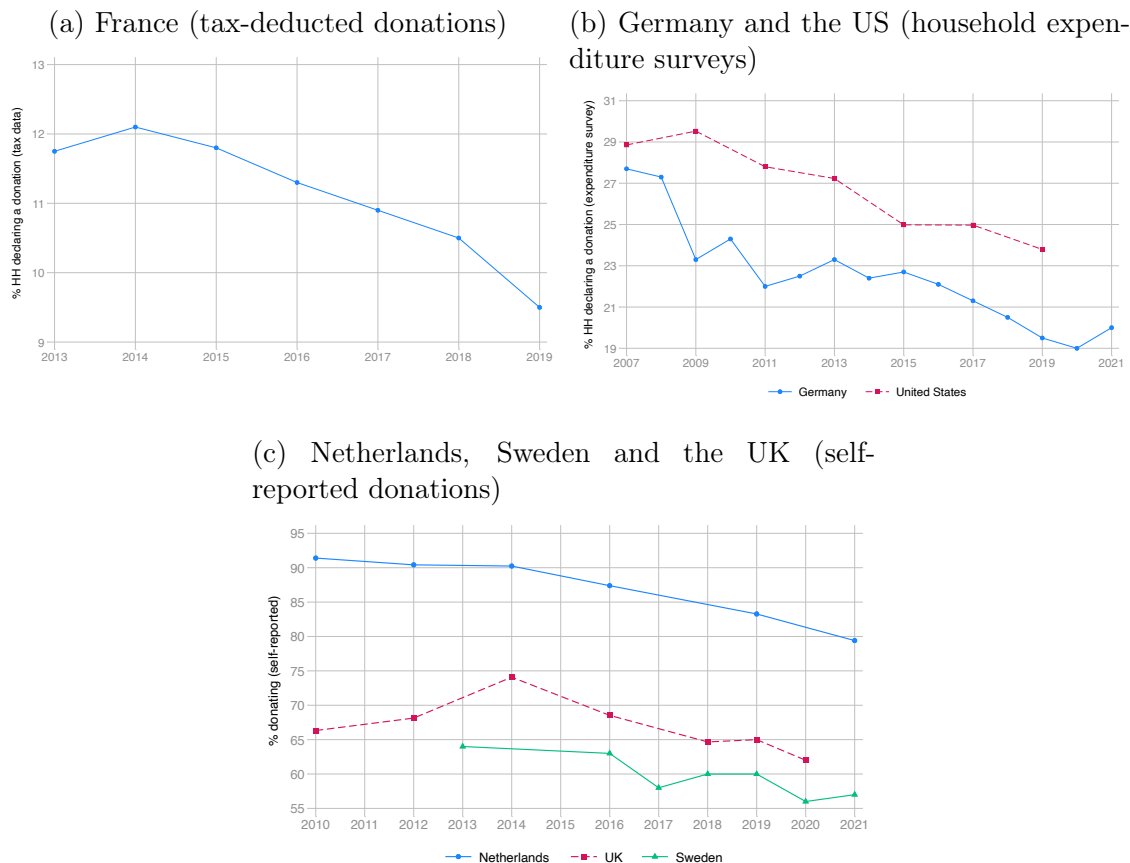 (a) France (tax-deducted donations)
% HH declaring a donation (tax data)
13
12
11
10
9
2013 2014 2015 2016 2017 2018 2019
(b) Germany and the US (household expen-
diture surveys)
% HH declaring a donation (expenditure survey)
31
29
27
25
23
21
19
2007 2009 2011 2013 2015 2017 2019 2021
Germany United States
(c) Netherlands, Sweden and the UK (self-
reported donations)
% donating (self-reported)
95
90
85
80
75
70
65
60
55
2010 2011 2012 2013 2014 2015 2016 2017 2018 2019 2020 2021
Netherlands UK Sweden